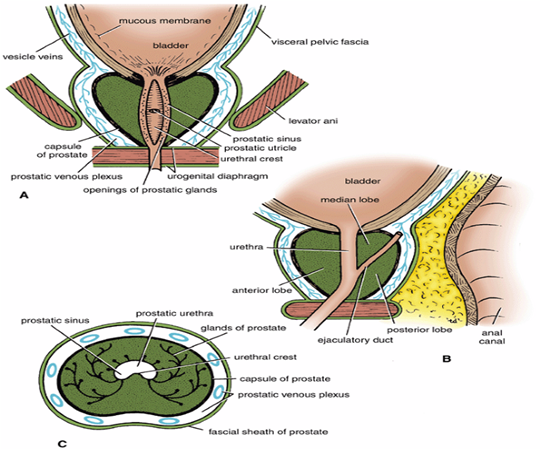 mucous membrane
vesicle veins
bladder
visceral pelvic fascia
levator ani
capsule
of prostate
prostatic sinus
prostatic utricle
urethral crest
prostatic venous plexus
urogenital diaphragm
openings of prostatic glands
A
bladder
median lobe
urethra
anterior lobe
posterior lobe
ejaculatory duct
anal
canal
B
prostatic sinus
prostatic urethra
glands of prostate
urethral crest
capsule of prostate
prostatic venous plexus
fascial sheath of prostate
C